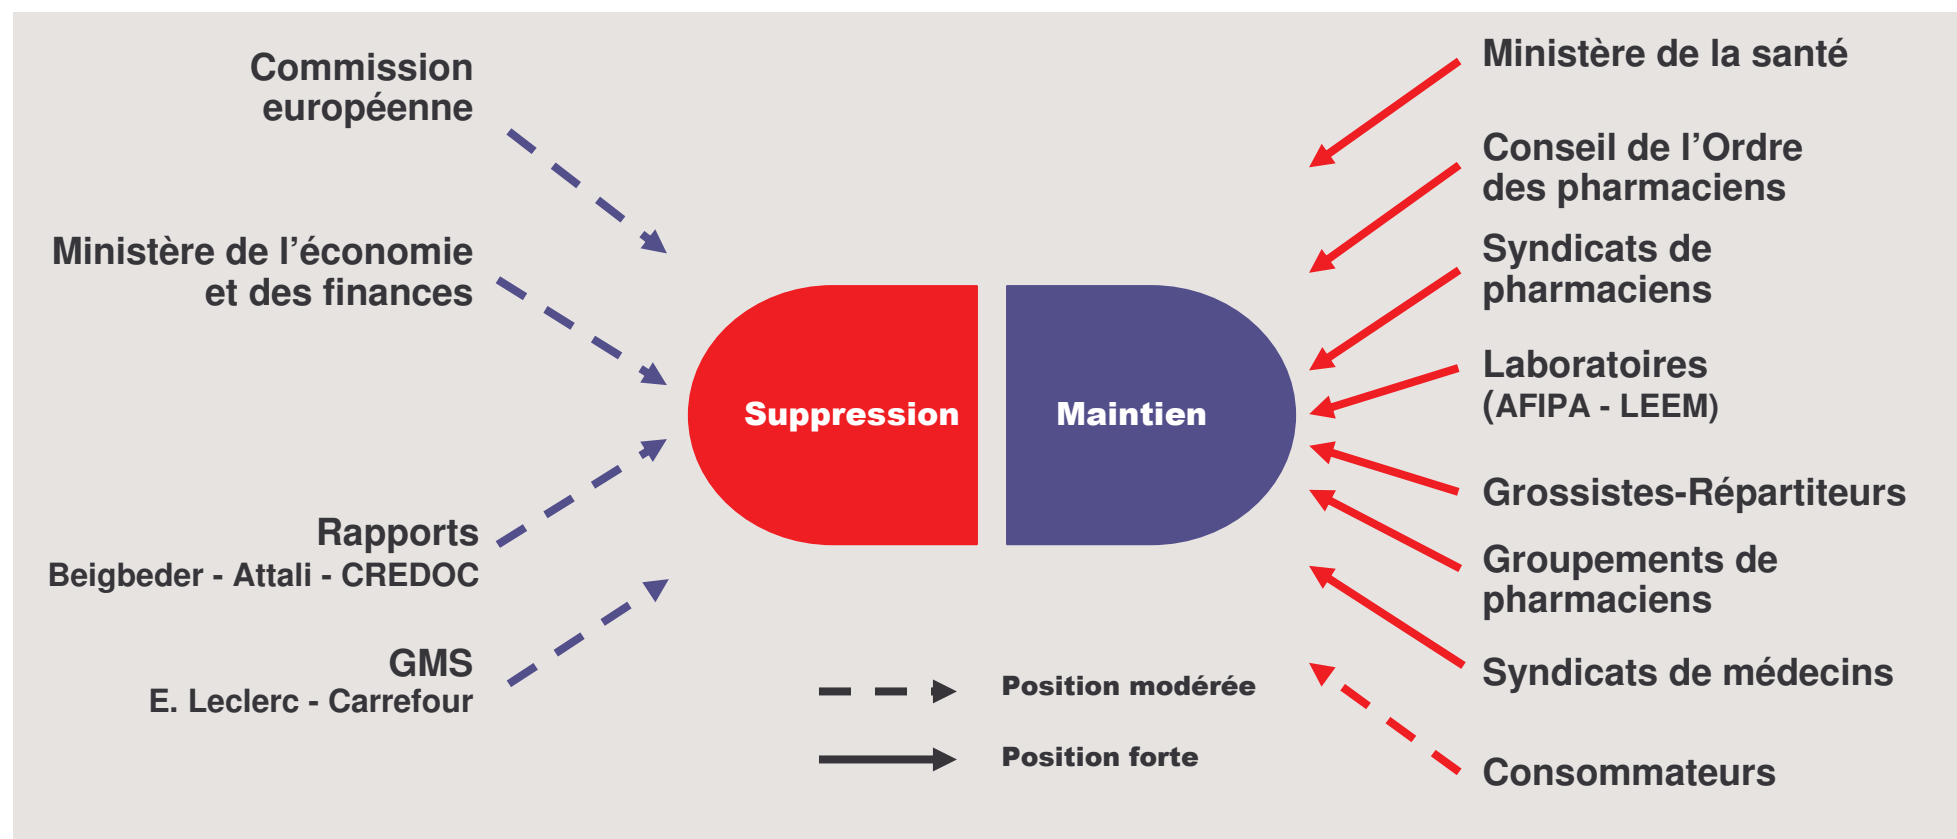 Commission
européenne
Ministère de l’économie
et des finances
Rapports
Beigbeder - Attali - CREDOC
GMS
E. Leclerc - Carrefour
Suppression
Maintien
Position modérée
Position forte
Ministère de la santé
Conseil de l’Ordre
des pharmaciens
Syndicats de
pharmaciens
Laboratoires
(AFIPA - LEEM)
Grossistes-Répartiteurs
Groupements de
pharmaciens
Syndicats de médecins
Consommateurs